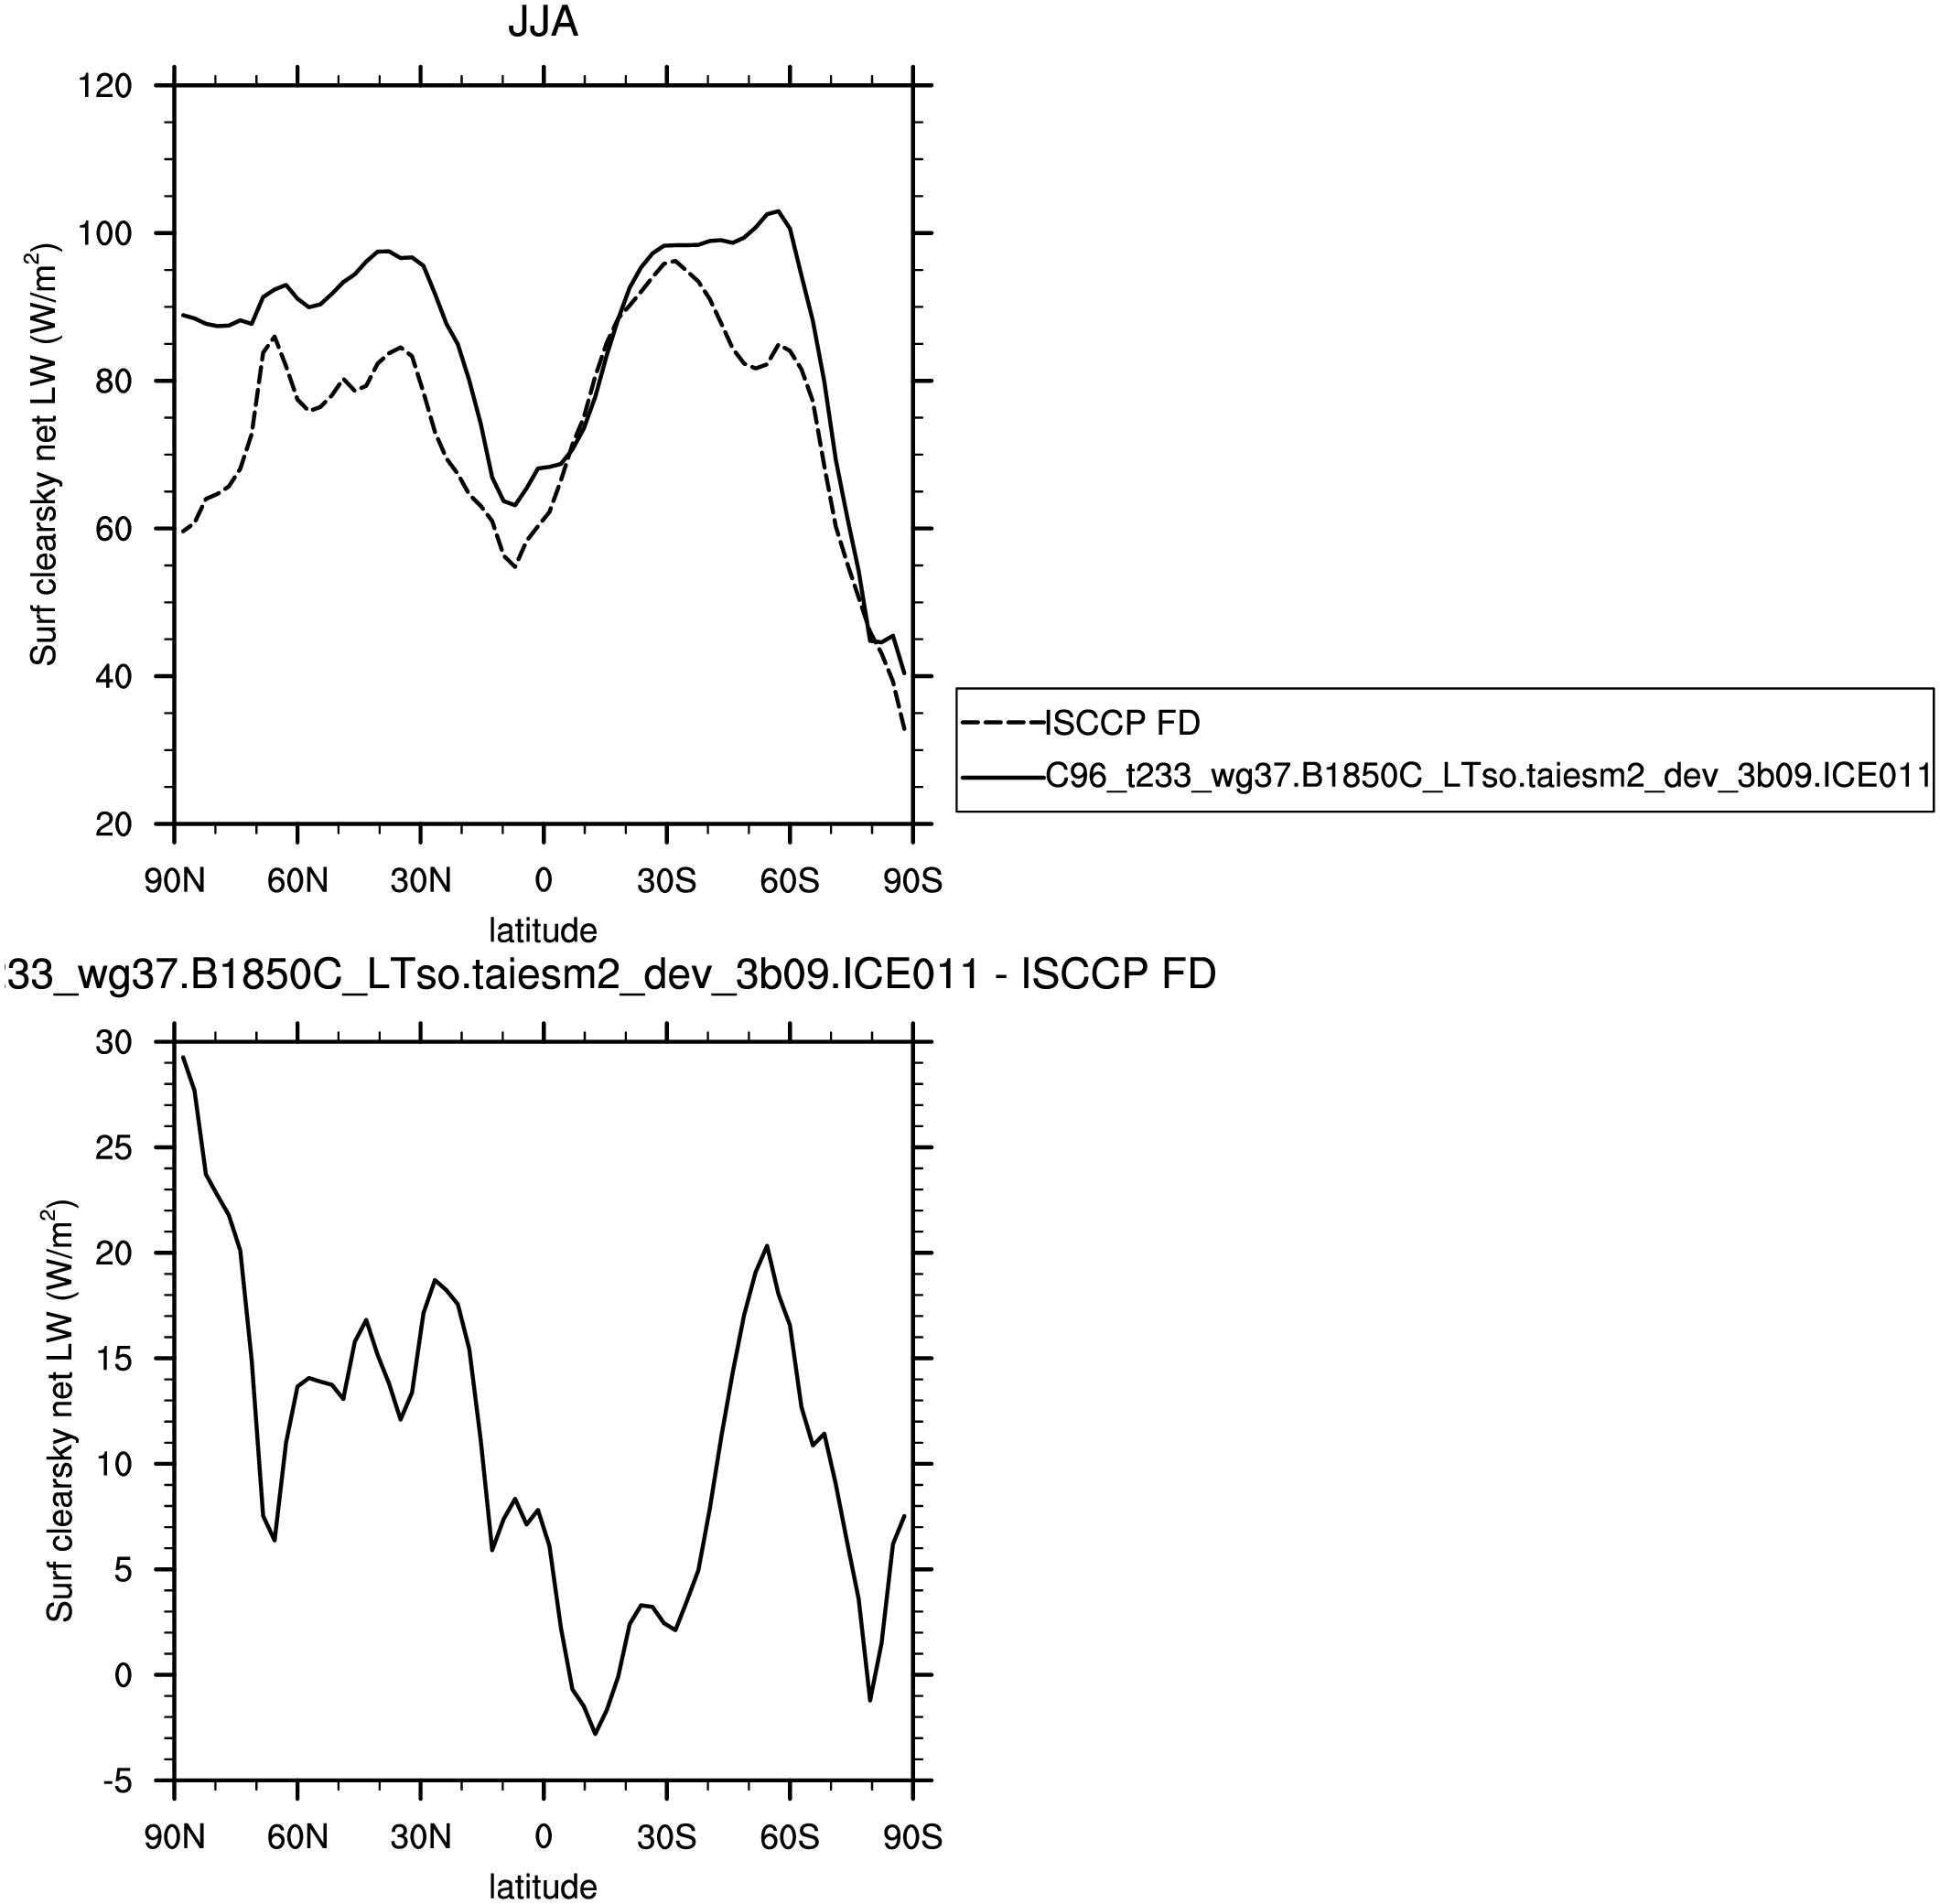 JJA
120
100
80
60
40
20
Surf clearsky net LW (W/m²)
90N 60N 30N 0 30S 60S 90S
latitude
ISCCP FD
C96_t233_wg37.B1850C_LTso.taiesm2_dev_3b09.ICE011
33_wg37.B1850C_LTso.taiesm2_dev_3b09.ICE011 - ISCCP FD
30
25
20
15
10
5
0
-5
Surf clearsky net LW (W/m²)
90N 60N 30N 0 30S 60S 90S
latitude